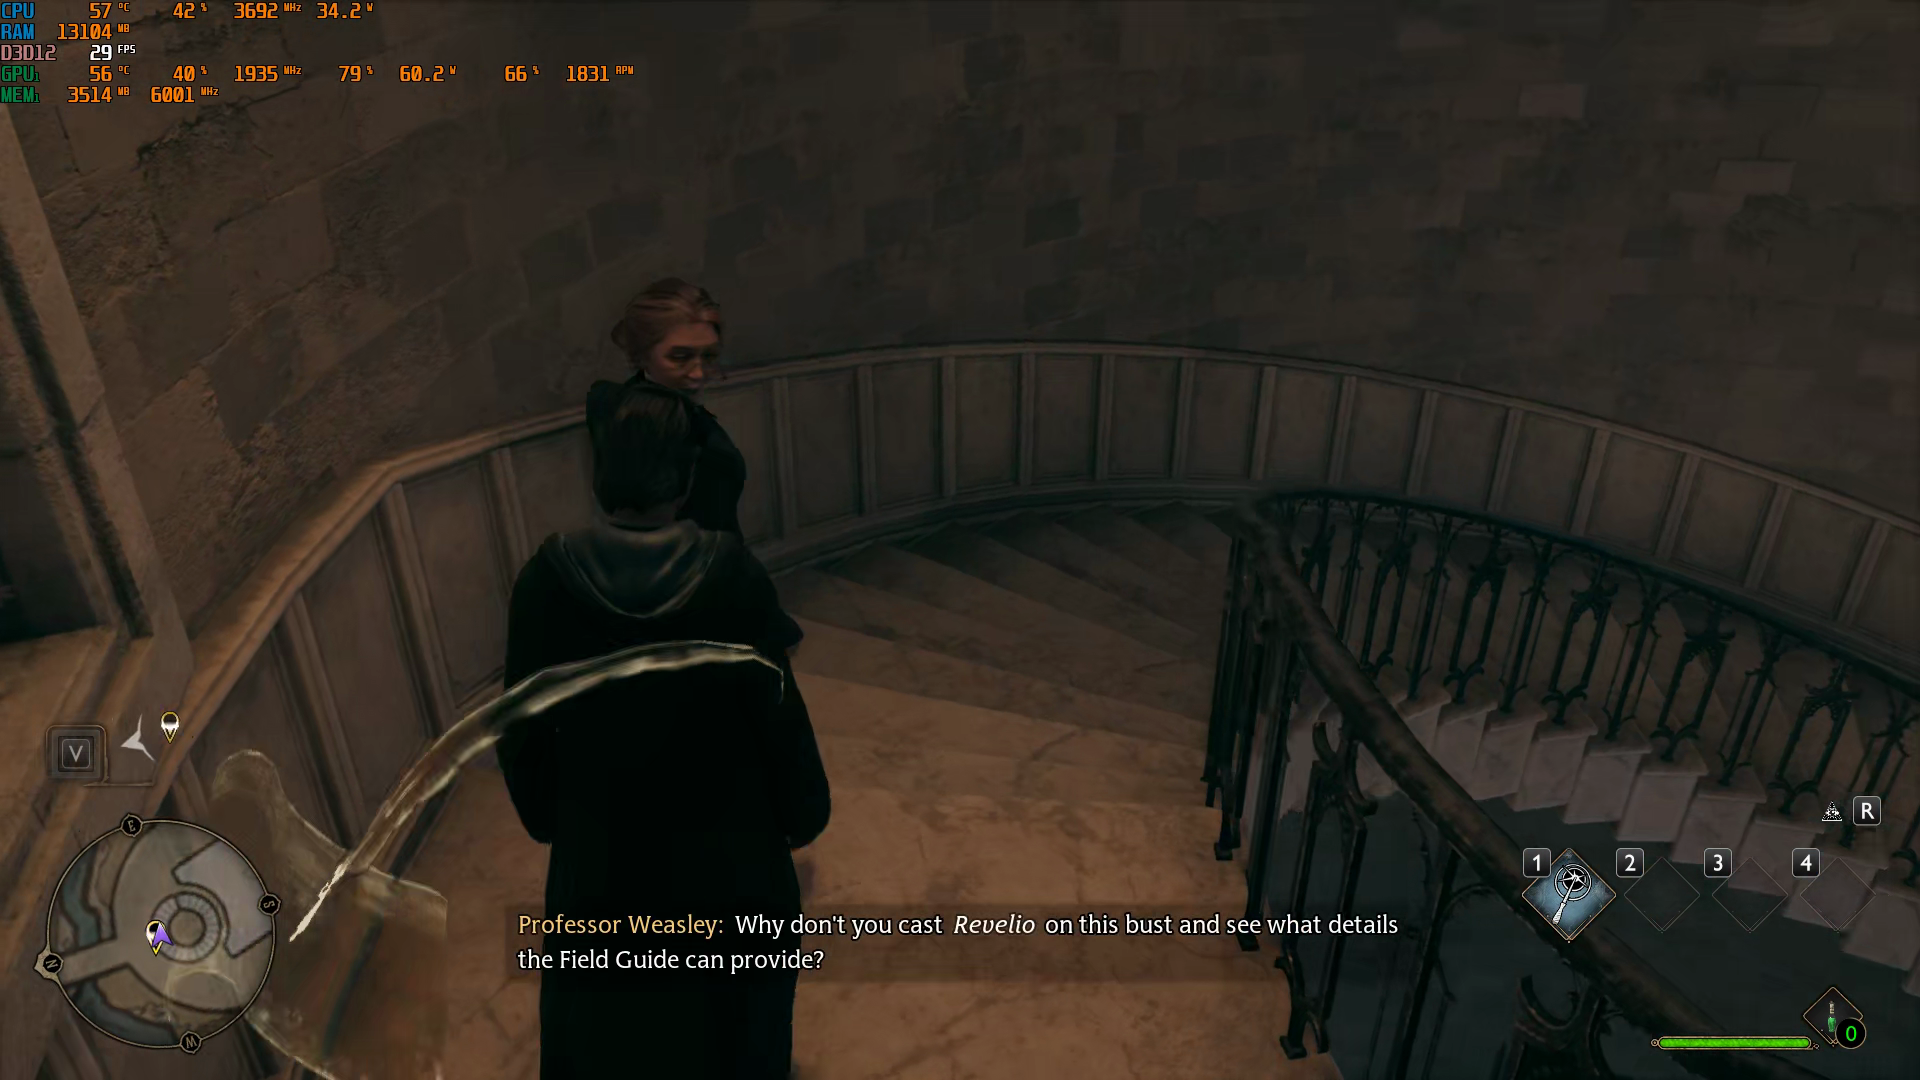 CPU 57 °C 42 % 3692 MHz 34.2 W
RAM 13104 MB
D3D12 29 FPS
GPU1 56 °C 40 % 1935 MHz 79 % 60.2 W 66 % 1831 RPM
MEM1 3514 MB 6001 MHz
V
E
S
N
W
R
1 2 3 4
Professor Weasley: Why don't you cast Revelio on this bust and see what details
the Field Guide can provide?
0